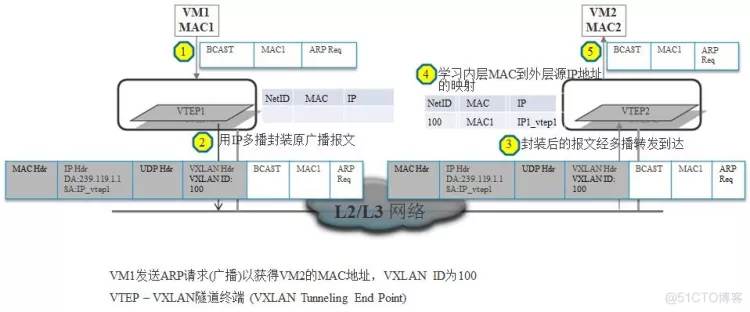 VM1
MAC1
1
BCAST MAC1 ARP Req
VTEP1
NetID MAC IP
2 用IP多播封装原广播报文
MAC Hdr
IP Hdr
DA:239.119.1.1
SA:IP_vtep1
UDP Hdr
VXLAN Hdr
VXLAN ID:
100
BCAST
MAC1
ARP
Req
L2/L3 网络
VM2
MAC2
5
BCAST MAC1 ARP Req
4 学习内层MAC到外层源IP地址
的映射
NetID MAC IP
100 MAC1 IP1_vtep1
VTEP2
3 封装后的报文经多播转发到达
MAC Hdr
IP Hdr
DA:239.119.1.1
SA:IP_vtep1
UDP Hdr
VXLAN Hdr
VXLAN ID:
100
BCAST
MAC1
ARP
Req
VM1发送ARP请求(广播)以获得VM2的MAC地址，VXLAN ID为100
VTEP – VXLAN隧道终端 (VXLAN Tunneling End Point)
@51CTO博客